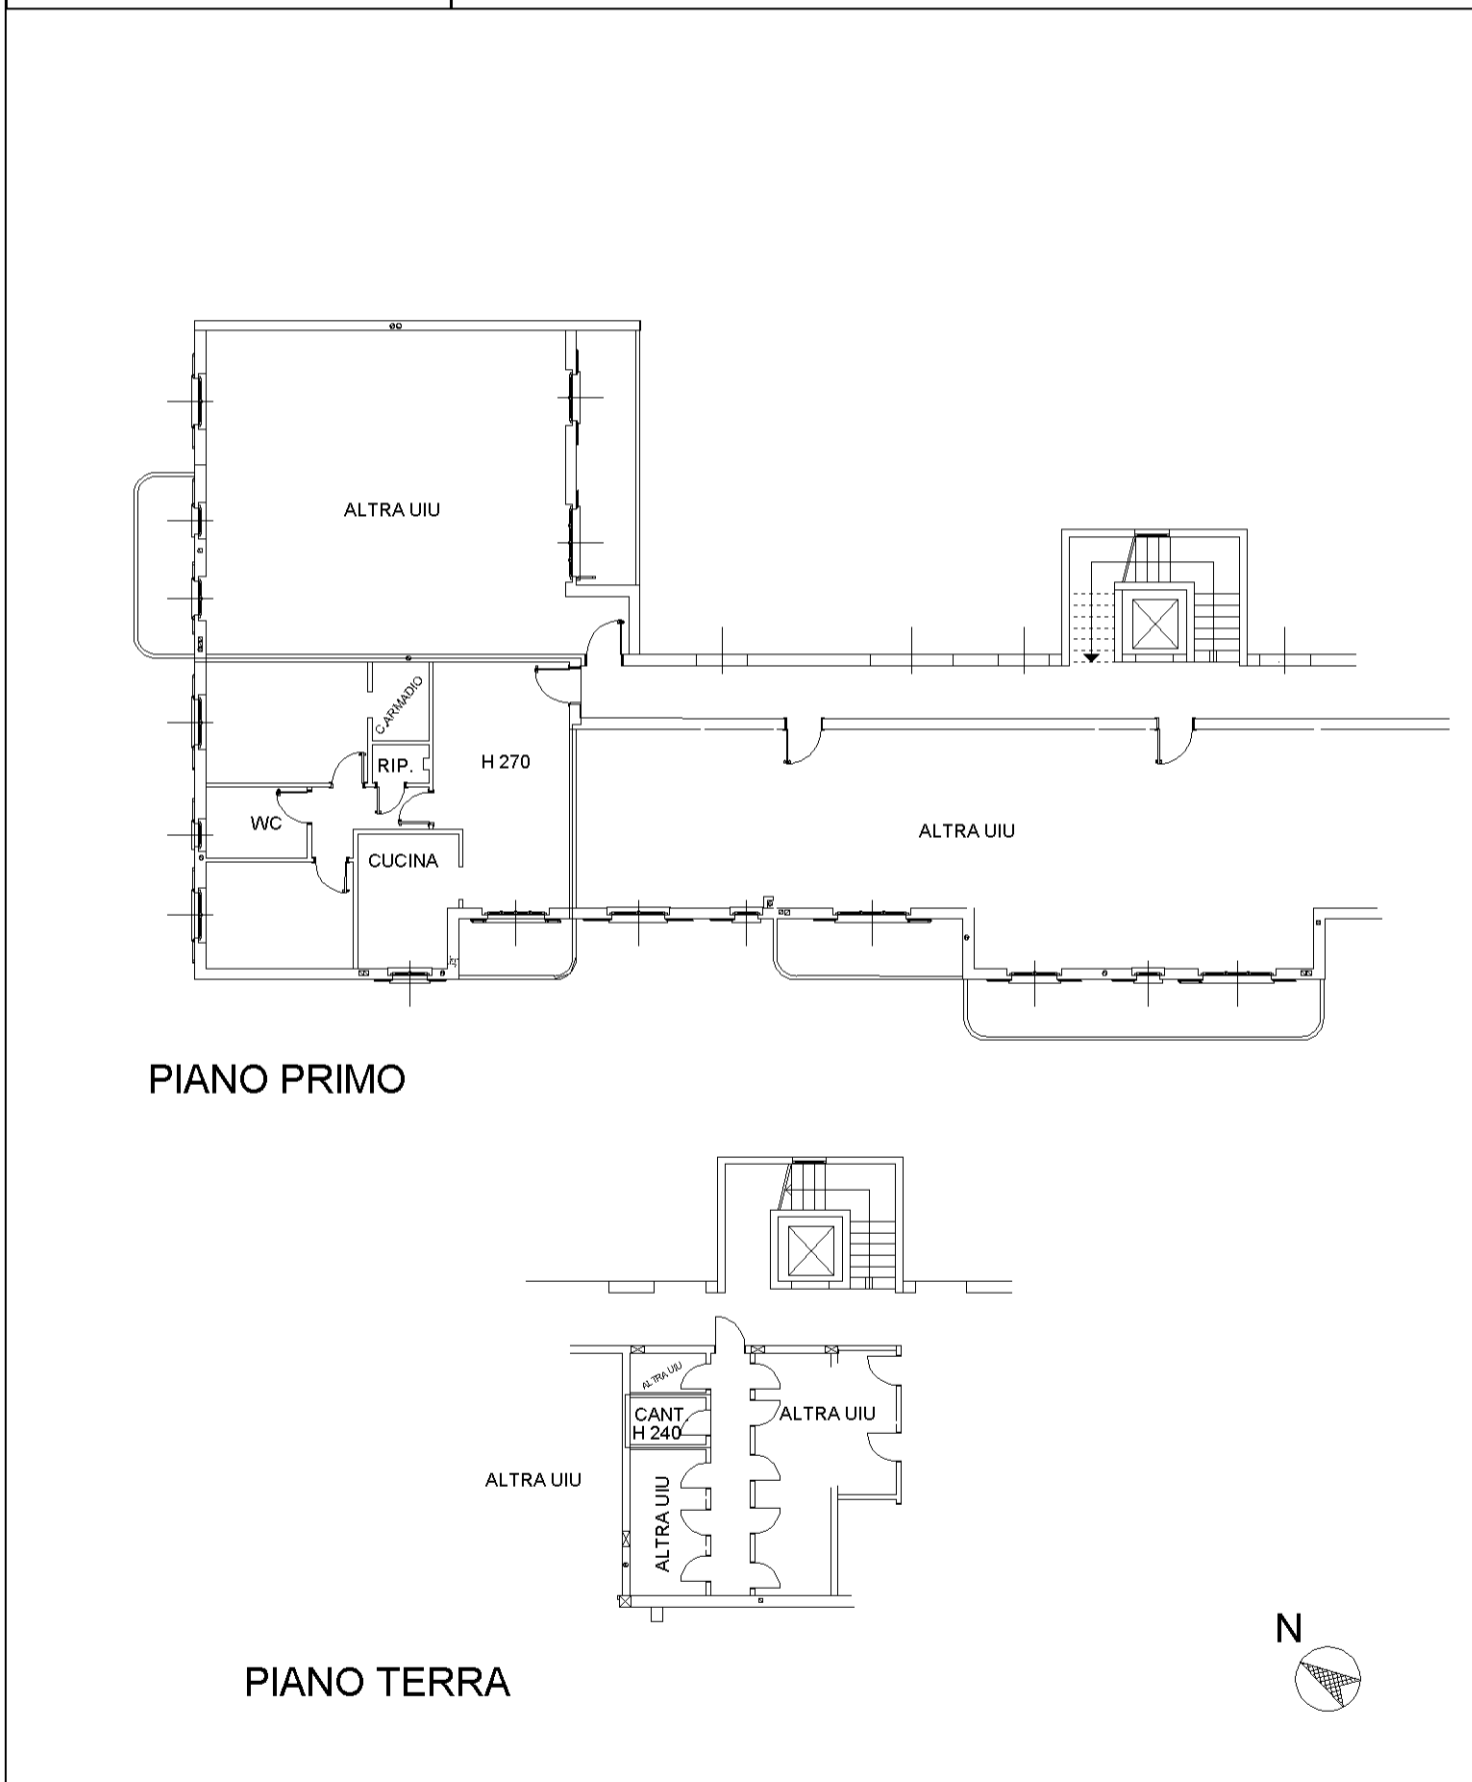 ALTRA UIU
C.ARMADIO
RIP.
H 270
WC
CUCINA
ALTRA UIU
PIANO PRIMO
ALTRA UIU
CANT.
H 240
ALTRA UIU
ALTRA UIU
ALTRA UIU
PIANO TERRA
N